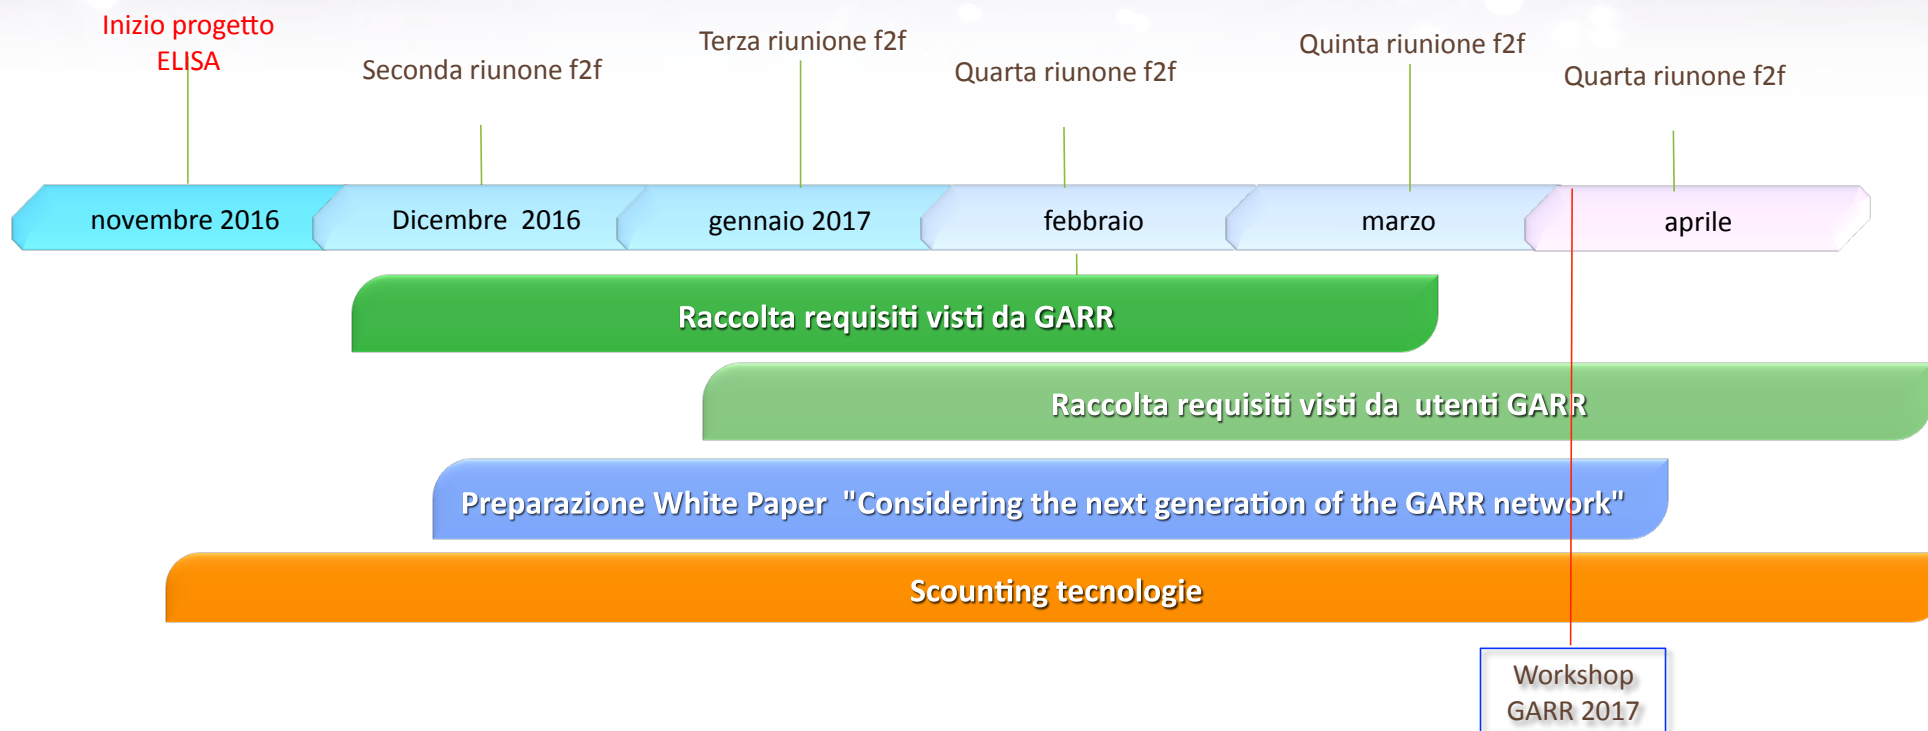 Inizio progetto
ELISA
Seconda riunone f2f
Terza riunione f2f
Quarta riunone f2f
Quinta riunione f2f
Quarta riunone f2f
novembre 2016
Dicembre  2016
gennaio 2017
febbraio
marzo
aprile
Raccolta requisiti visti da GARR
Raccolta requisiti visti da  utenti GARR
Preparazione White Paper  "Considering the next generation of the GARR network"
Scounting tecnologie
Workshop
GARR 2017